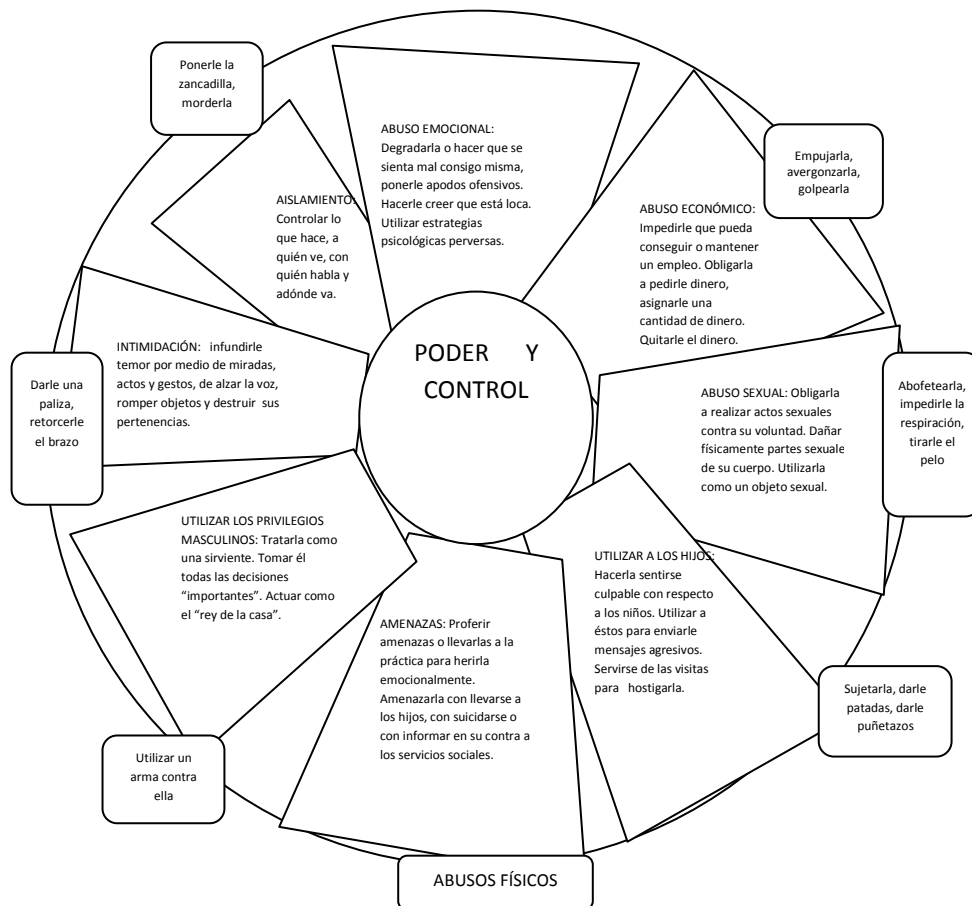 Ponerle la
zancadilla,
morderla
ABUSO EMOCIONAL:
Degradarla o hacer que se
sienta mal consigo misma,
ponerle apodos ofensivos.
Hacerle creer que está loca.
Utilizar estrategias
psicológicas perversas.
Empujarla,
avergonzarla,
golpearla
AISLAMIENTO:
Controlar lo
que hace, a
quién ve, con
quién habla y
adónde va.
ABUSO ECONÓMICO:
Impedirle que pueda
conseguir o mantener
un empleo. Obligarla
a pedirle dinero,
asignarle una
cantidad de dinero.
Quitarle el dinero.
PODER Y
CONTROL
INTIMIDACIÓN: infundirle
temor por medio de miradas,
actos y gestos, de alzar la voz,
romper objetos y destruir sus
pertenencias.
Darle una
paliza,
retorcerle
el brazo
ABUSO SEXUAL: Obligarla
a realizar actos sexuales
contra su voluntad. Dañar
físicamente partes sexuale
de su cuerpo. Utilizarla
como un objeto sexual.
Abofetearla,
impedirle la
respiración,
tirarle el
pelo
UTILIZAR LOS PRIVILEGIOS
MASCULINOS: Tratarla como
una sirviente. Tomar él
todas las decisiones
“importantes”. Actuar como
el “rey de la casa”.
UTILIZAR A LOS HIJOS:
Hacerla sentirse
culpable con respecto
a los niños. Utilizar a
éstos para enviarle
mensajes agresivos.
Servirse de las visitas
para hostigarla.
AMENAZAS: Proferir
amenazas o llevarlas a la
práctica para herirla
emocionalmente.
Amenazarla con llevarse a
los hijos, con suicidarse o
con informar en su contra a
los servicios sociales.
Sujetarla, darle
patadas, darle
puñetazos
Utilizar un
arma contra
ella
ABUSOS FÍSICOS